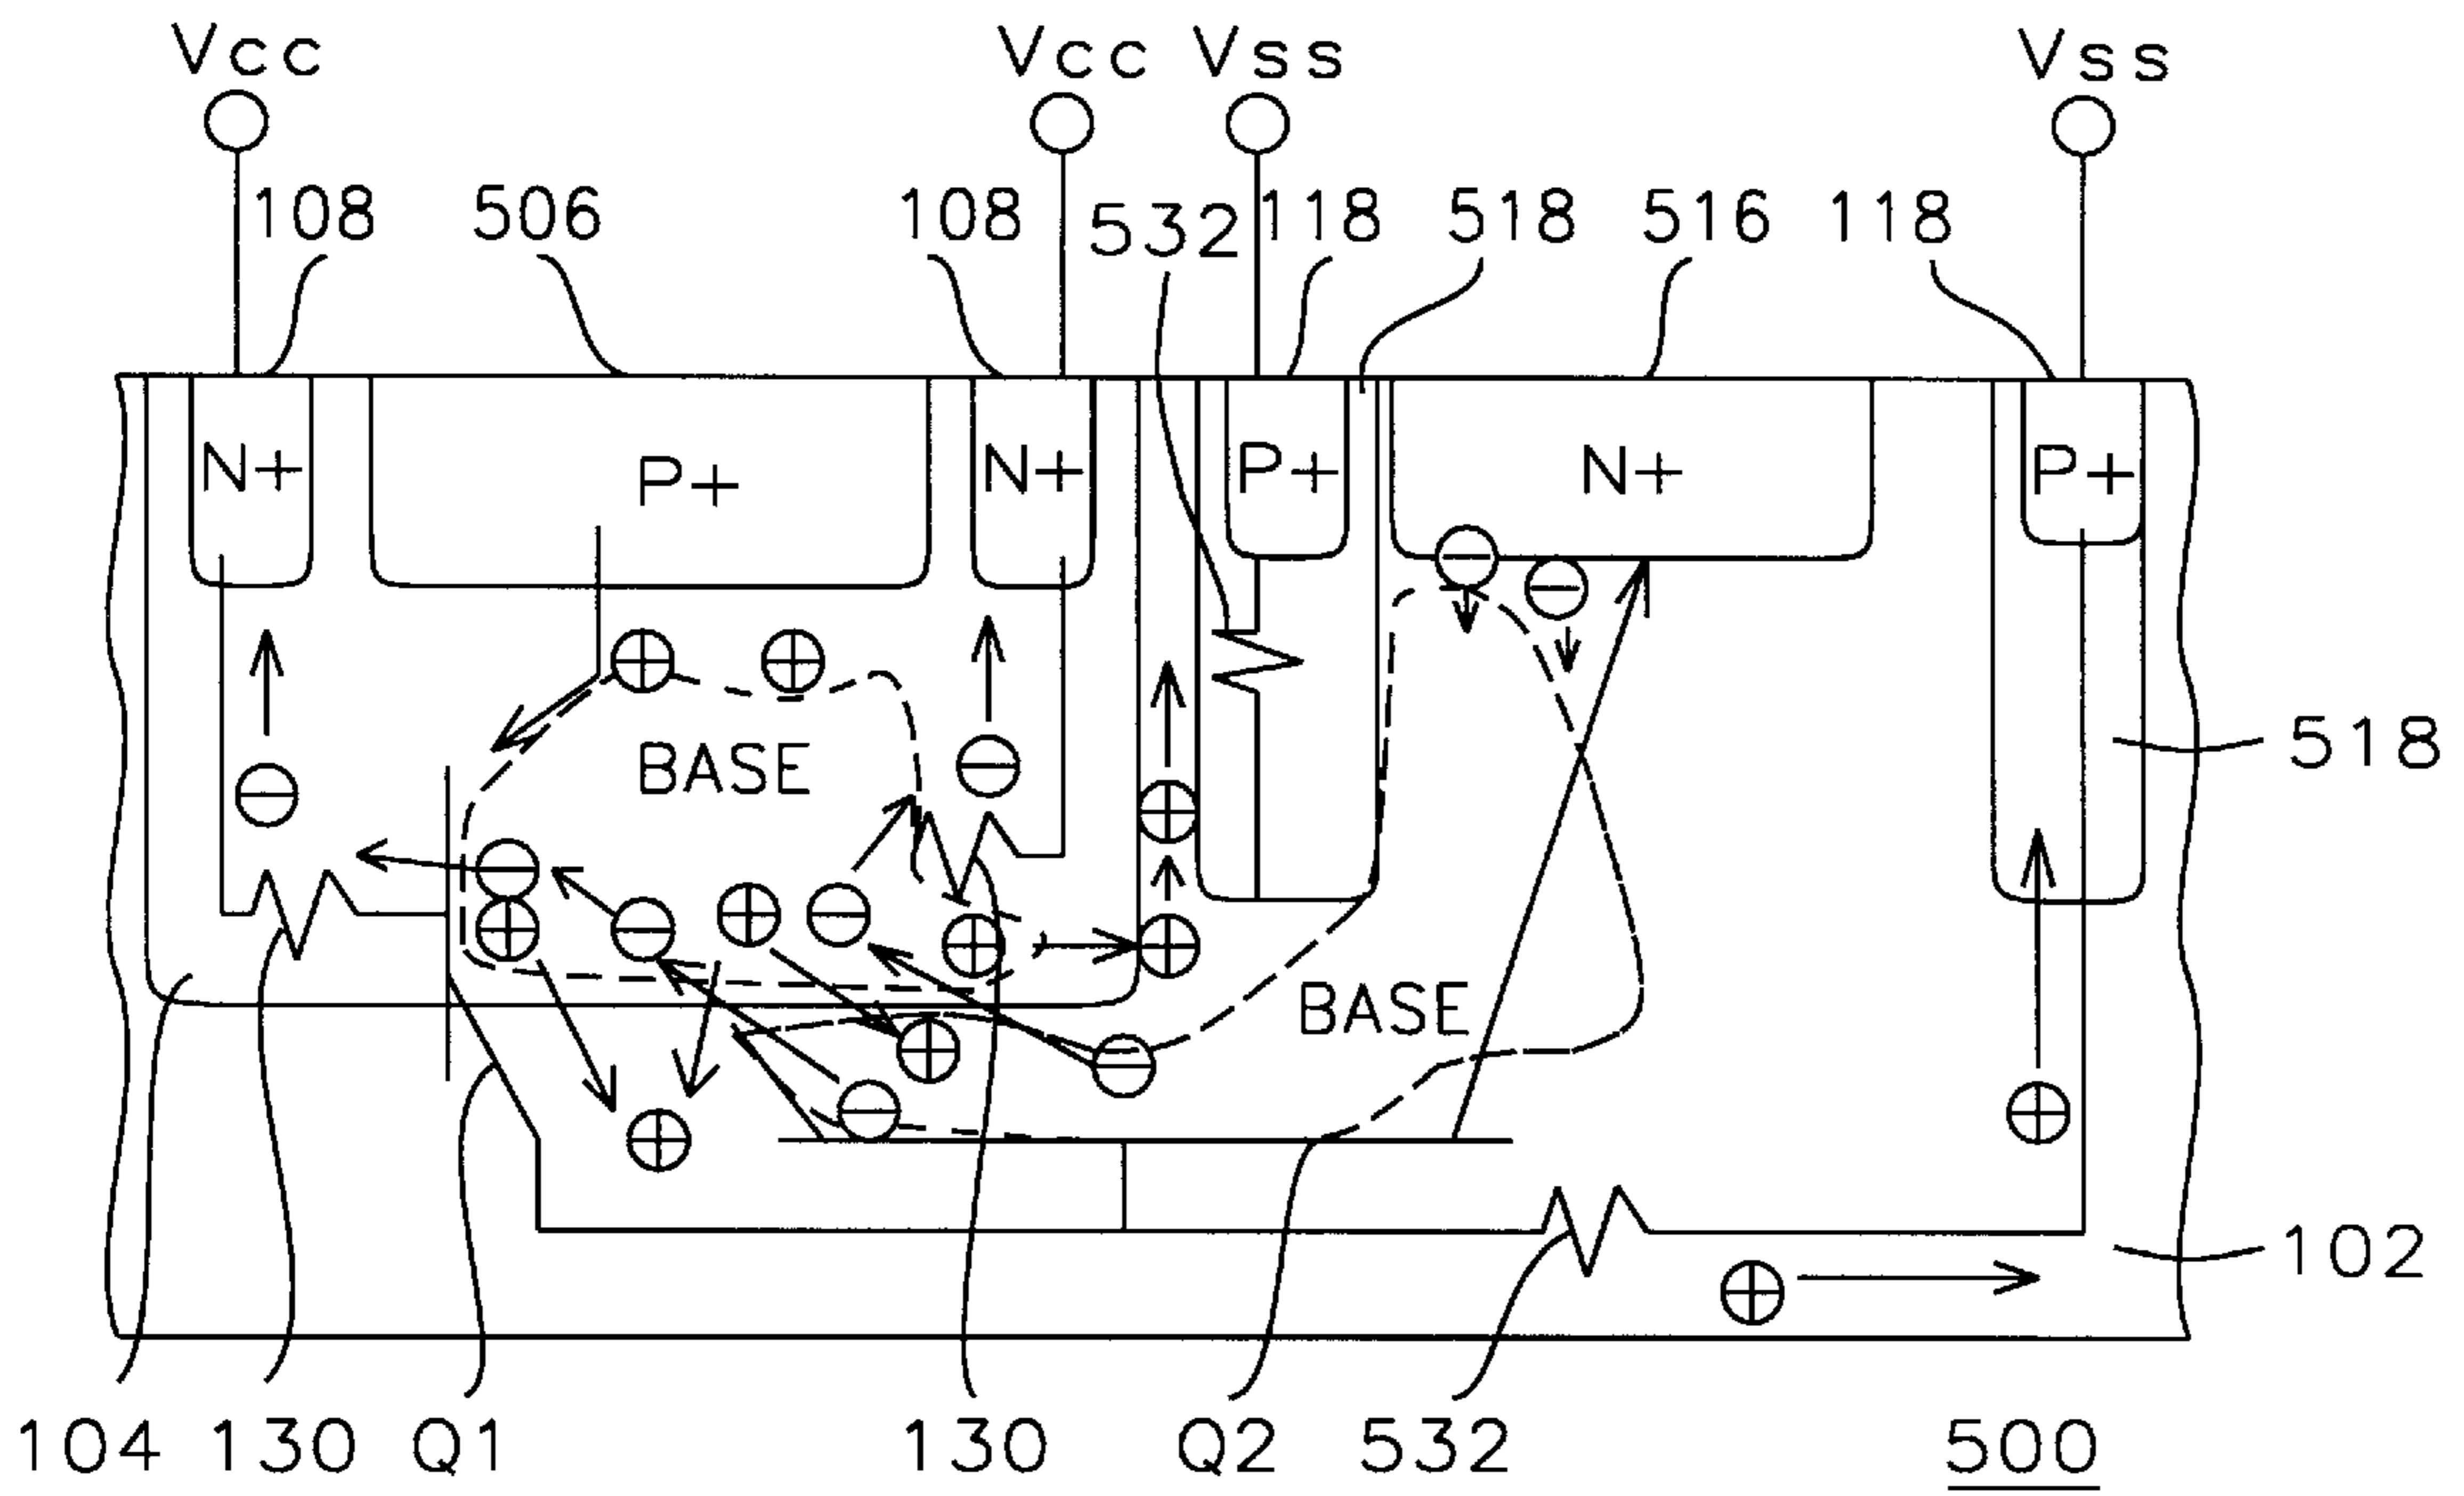 Vcc Vcc Vss Vss
108 506 108 532 118 518 516 118
N+ P+ N+ P+ N+ P+
BASE
518
BASE
102
104 130 Q1 130 Q2 532 500